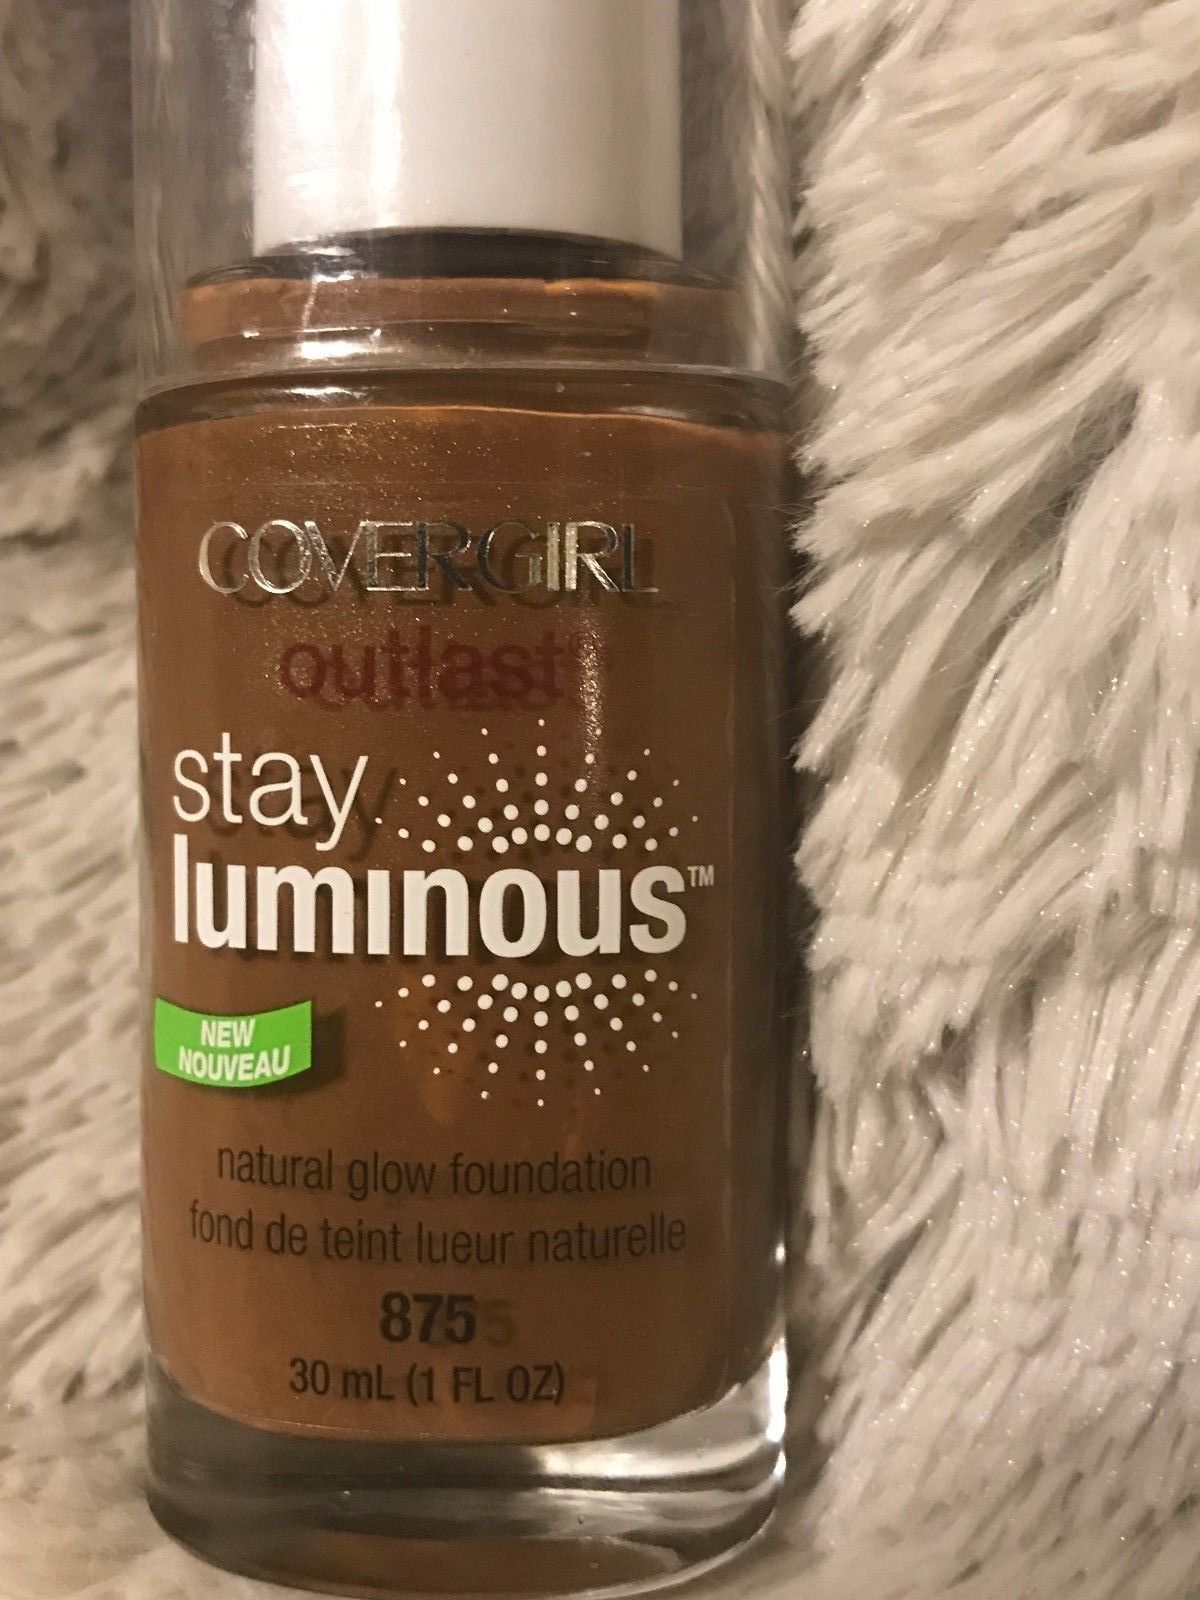 COVERGIRL
outlast®
stay
luminous™
NEW
NOUVEAU
natural glow foundation
fond de teint lueur naturelle
875
30 mL (1 FL OZ)